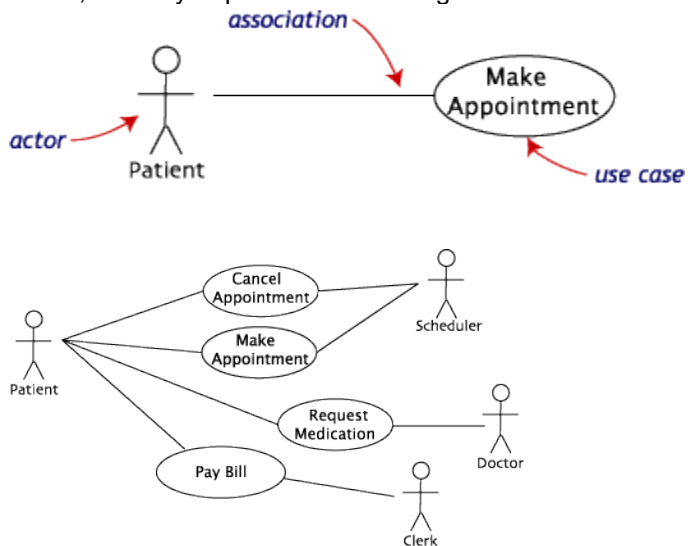 association
Make
Appointment
actor
Patient
use case
Cancel
Appointment
Scheduler
Make
Appointment
Patient
Request
Medication
Doctor
Pay Bill
Clerk